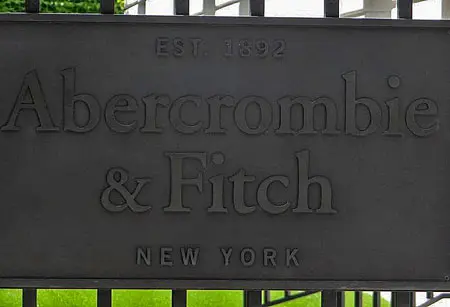 EST. 1892
Abercrombie
& Fitch
NEW YORK